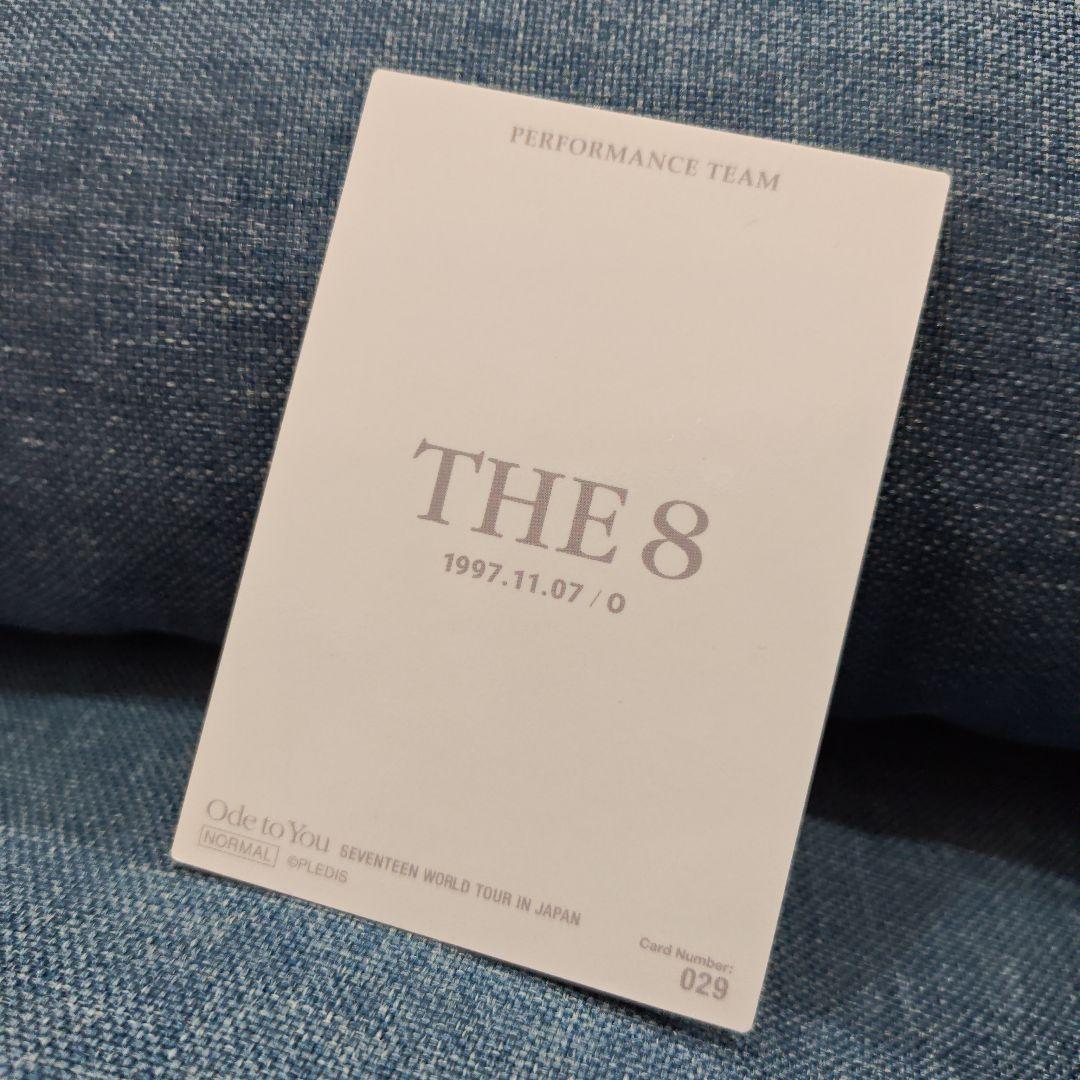 PERFORMANCE TEAM
THE 8
1997.11.07 / O
Ode to You SEVENTEEN WORLD TOUR IN JAPAN
NORMAL ©PLEDIS
Card Number:
029